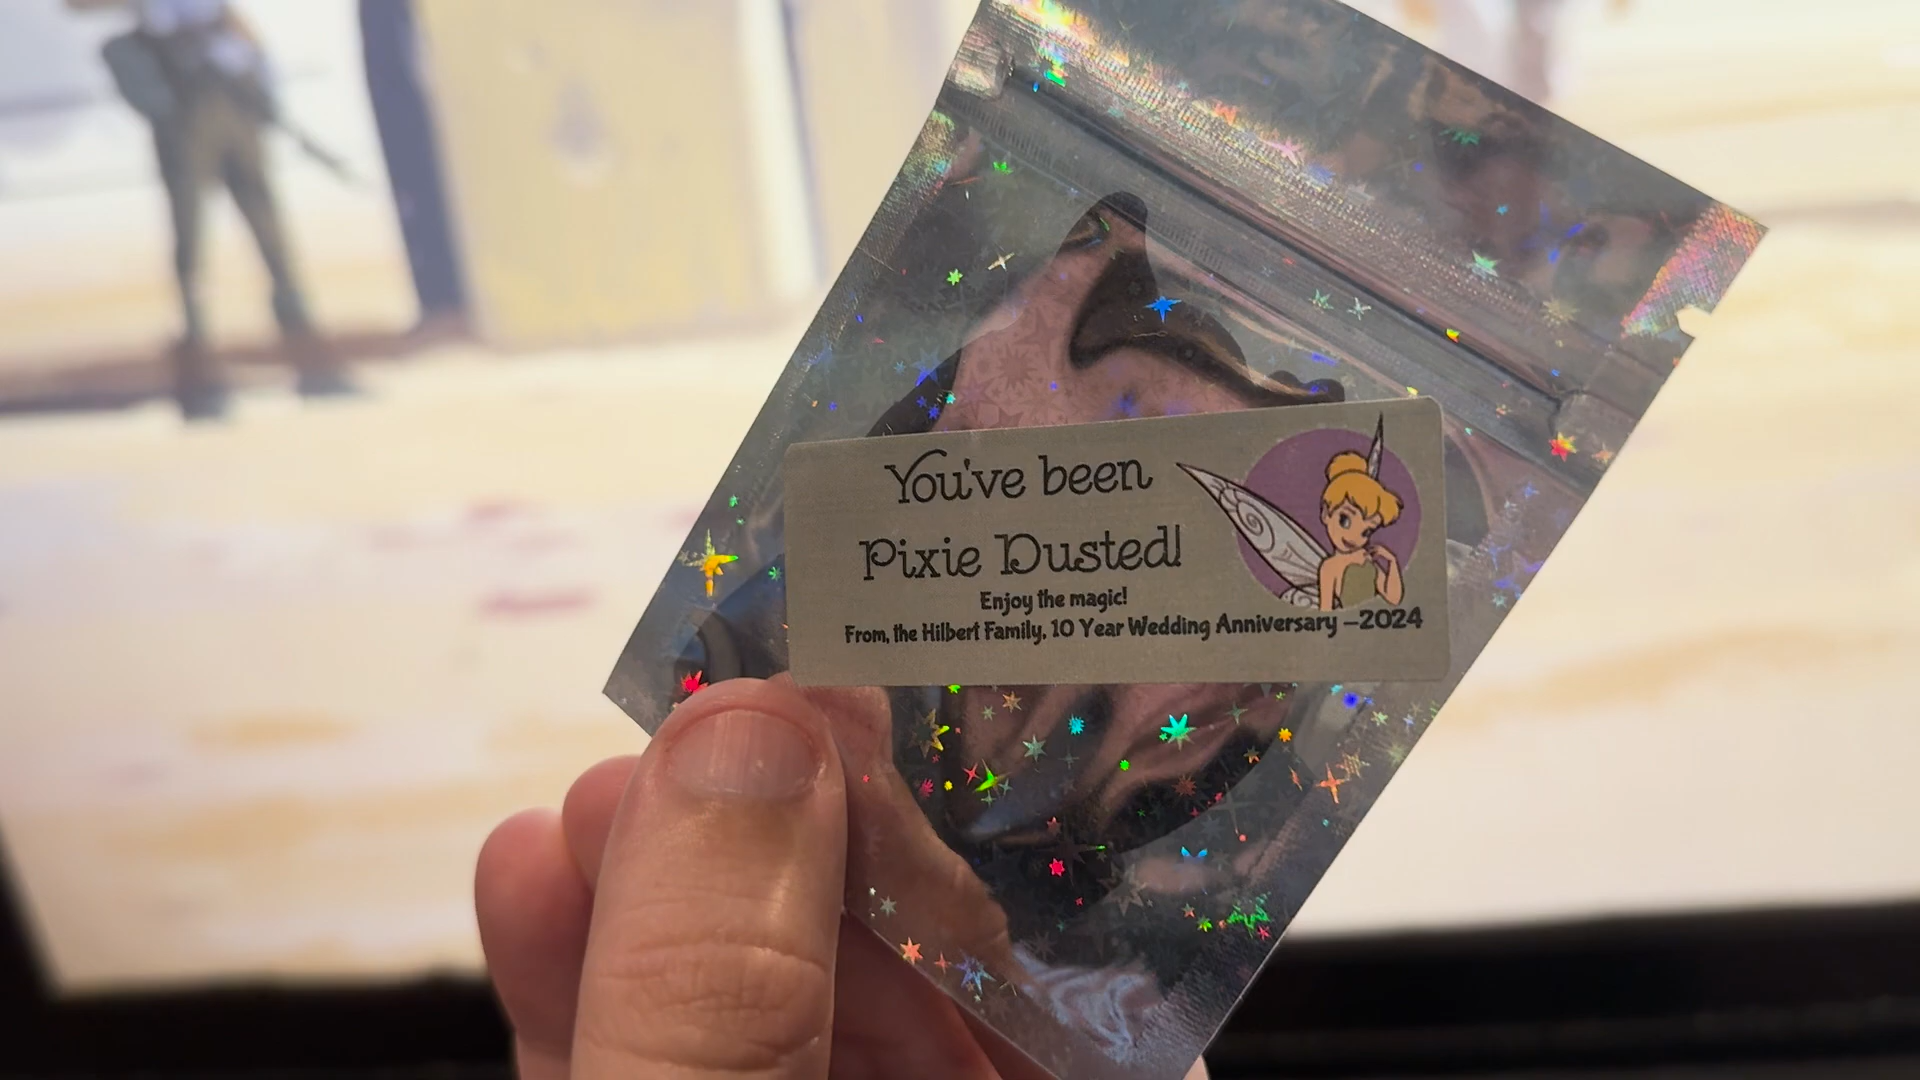 You've been
Pixie Dusted!
Enjoy the magic!
From, the Hilbert Family, 10 Year Wedding Anniversary –2024